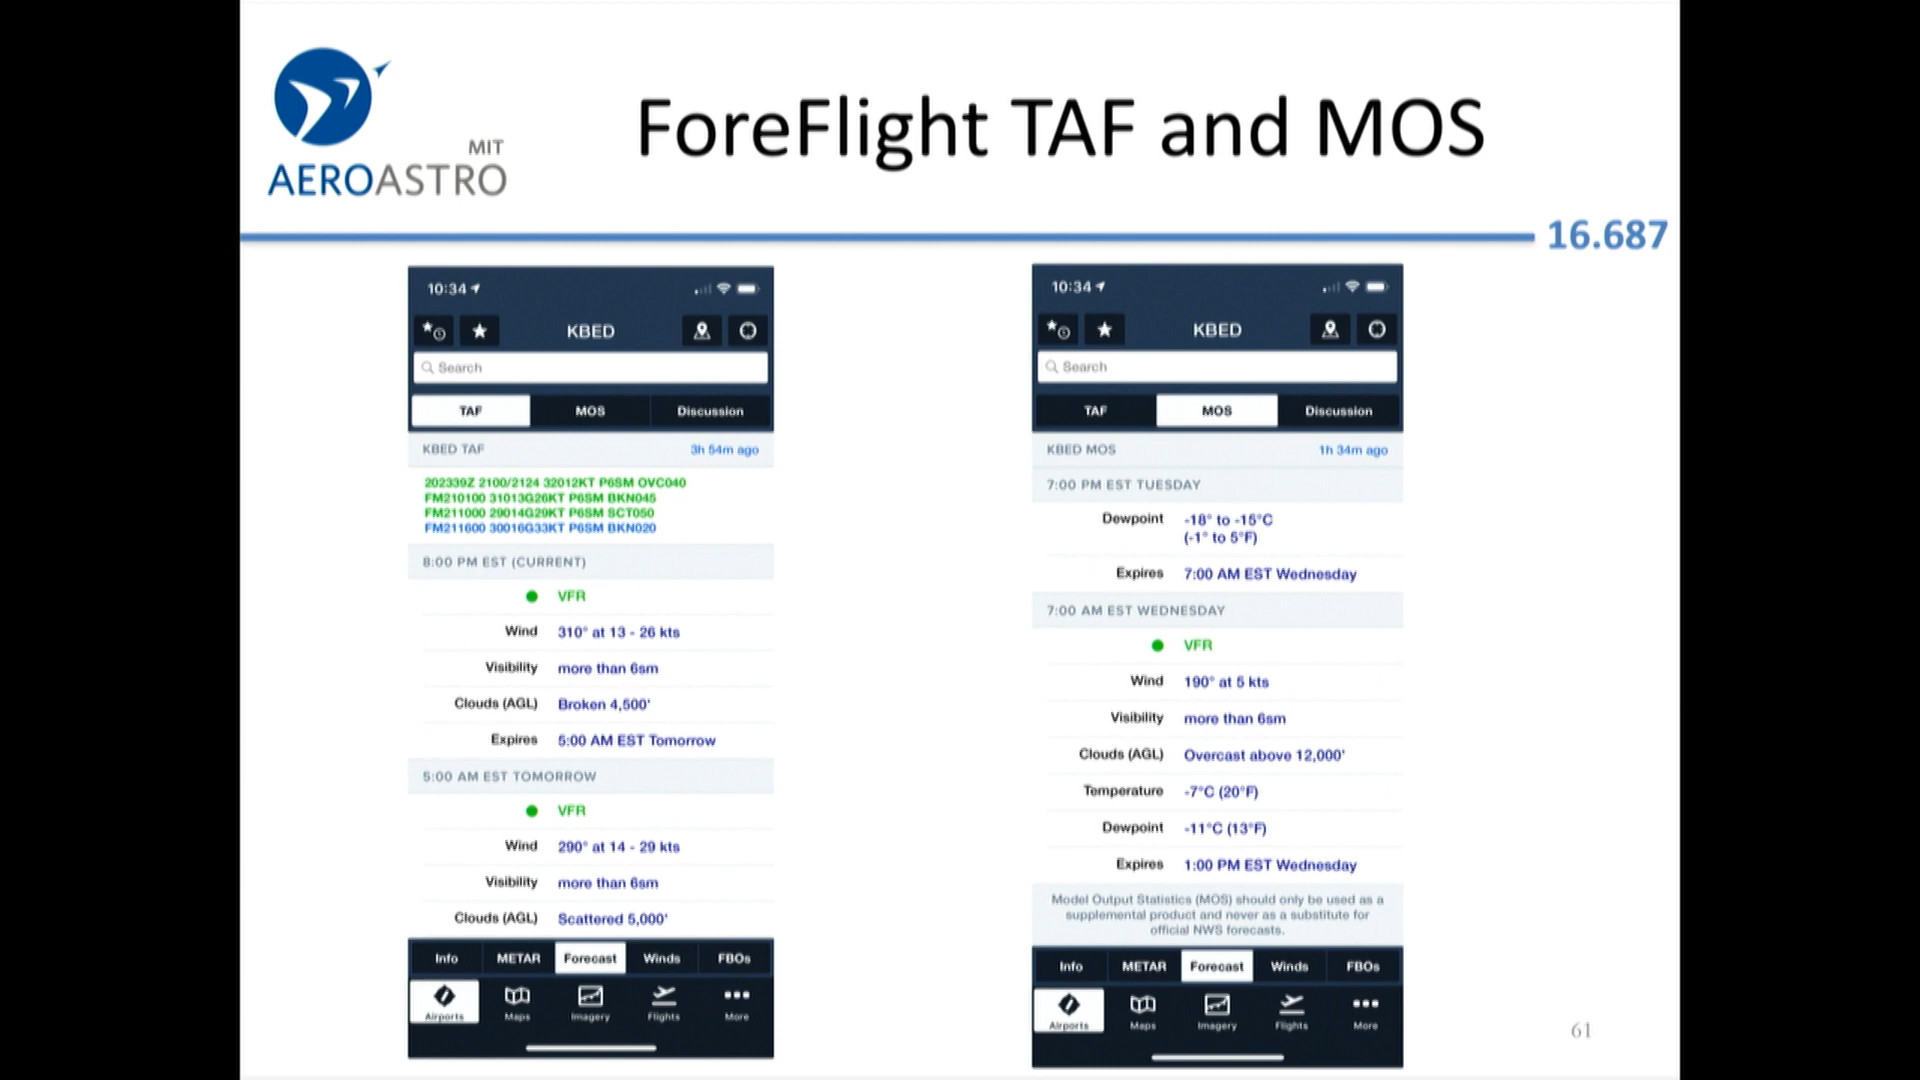 MIT
AEROASTRO
ForeFlight TAF and MOS
16.687
10:34
KBED
Search
TAF MOS Discussion
KBED TAF 3h 54m ago
202339Z 2100/2124 32012KT P6SM OVC040
FM210100 31013G26KT P6SM BKN045
FM211000 29014G29KT P6SM SCT050
FM211600 30016G33KT P6SM BKN020
8:00 PM EST (CURRENT)
VFR
Wind 310° at 13 - 26 kts
Visibility more than 6sm
Clouds (AGL) Broken 4,500'
Expires 5:00 AM EST Tomorrow
5:00 AM EST TOMORROW
VFR
Wind 290° at 14 - 29 kts
Visibility more than 6sm
Clouds (AGL) Scattered 5,000'
Info METAR Forecast Winds FBOs
Airports Maps Imagery Flights More
10:34
KBED
Search
TAF MOS Discussion
KBED MOS 1h 34m ago
7:00 PM EST TUESDAY
Dewpoint -18° to -15°C
(-1° to 5°F)
Expires 7:00 AM EST Wednesday
7:00 AM EST WEDNESDAY
VFR
Wind 190° at 5 kts
Visibility more than 6sm
Clouds (AGL) Overcast above 12,000'
Temperature -7°C (20°F)
Dewpoint -11°C (13°F)
Expires 1:00 PM EST Wednesday
Model Output Statistics (MOS) should only be used as a
supplemental product and never as a substitute for
official NWS forecasts.
Info METAR Forecast Winds FBOs
Airports Maps Imagery Flights More
61